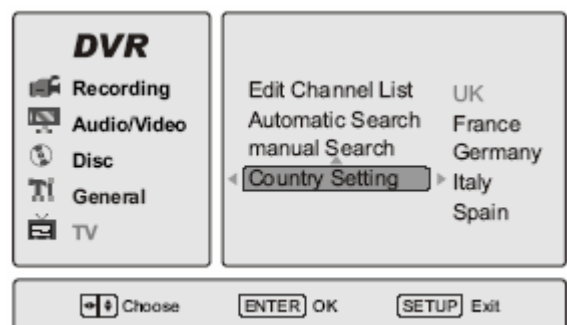 DVR
Recording
Audio/Video
Disc
General
TV
Edit Channel List
Automatic Search
manual Search
Country Setting
UK
France
Germany
Italy
Spain
Choose ENTER OK SETUP Exit